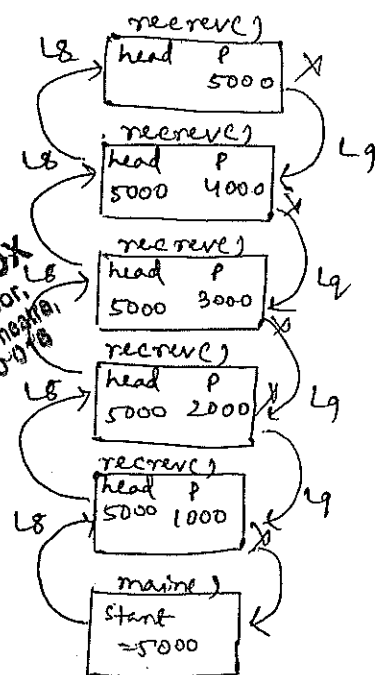 recrev()
L8
head P
5000
L9
recrev()
L8
head P
5000 4000
recrev()
L8
head P
5000 3000
L9
recrev()
L8
head P
5000 2000
L9
recrev()
head P
5000 1000
L8
L9
main()
start
=5000